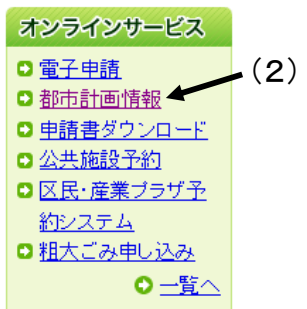 オンラインサービス
電子申請
都市計画情報
(2)
申請書ダウンロード
公共施設予約
区民・産業プラザ予
約システム
粗大ごみ申し込み
一覧へ